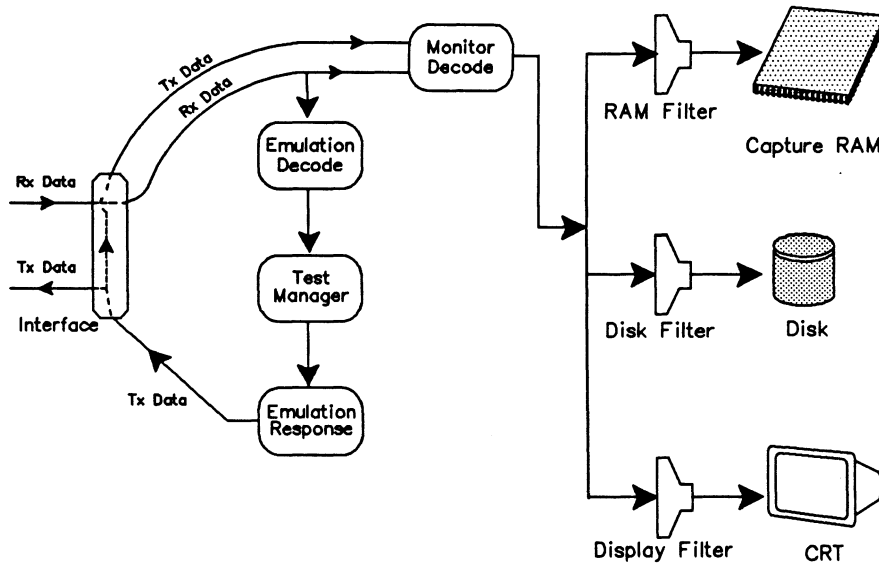 Tx Data
Rx Data
Monitor
Decode
RAM Filter
Capture RAM
Emulation
Decode
Rx Data
Tx Data
Interface
Test
Manager
Disk Filter
Disk
Tx Data
Emulation
Response
Display Filter
CRT